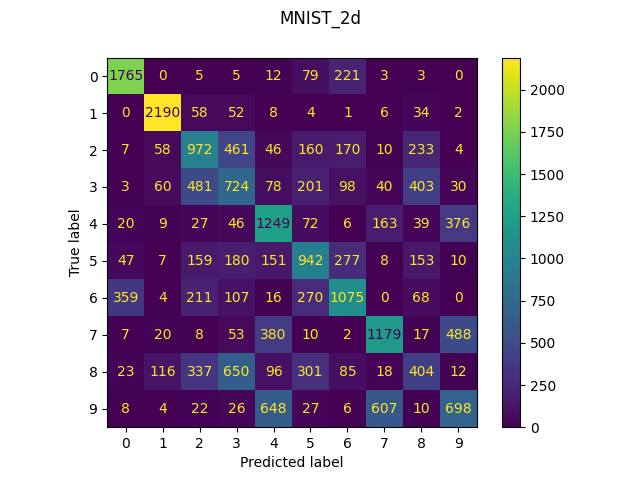 MNIST_2d
0 1765 0 5 5 12 79 221 3 3 0
1 0 2190 58 52 8 4 1 6 34 2
2 7 58 972 461 46 160 170 10 233 4
3 3 60 481 724 78 201 98 40 403 30
4 20 9 27 46 1249 72 6 163 39 376
5 47 7 159 180 151 942 277 8 153 10
6 359 4 211 107 16 270 1075 0 68 0
7 7 20 8 53 380 10 2 1179 17 488
8 23 116 337 650 96 301 85 18 404 12
9 8 4 22 26 648 27 6 607 10 698
0 1 2 3 4 5 6 7 8 9
Predicted label
True label
2000
1750
1500
1250
1000
750
500
250
0